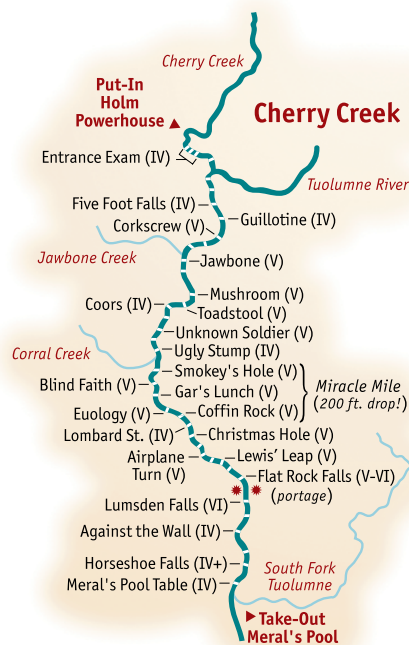 Cherry Creek
Put-In
Holm
Powerhouse
Cherry Creek
Entrance Exam (IV)
Tuolumne River
Five Foot Falls (IV)
Guillotine (IV)
Corkscrew (V)
Jawbone Creek
Jawbone (V)
Mushroom (V)
Coors (IV)
Toadstool (V)
Unknown Soldier (V)
Corral Creek
Ugly Stump (IV)
Smokey's Hole (V)
Blind Faith (V)
Gar's Lunch (V)
Miracle Mile
(200 ft. drop!)
Euology (V)
Coffin Rock (V)
Lombard St. (IV)
Christmas Hole (V)
Airplane
Turn (V)
Lewis' Leap (V)
Flat Rock Falls (V-VI)
(portage)
Lumsden Falls (VI)
Against the Wall (IV)
Horseshoe Falls (IV+)
South Fork
Tuolumne
Meral's Pool Table (IV)
Take-Out
Meral's Pool